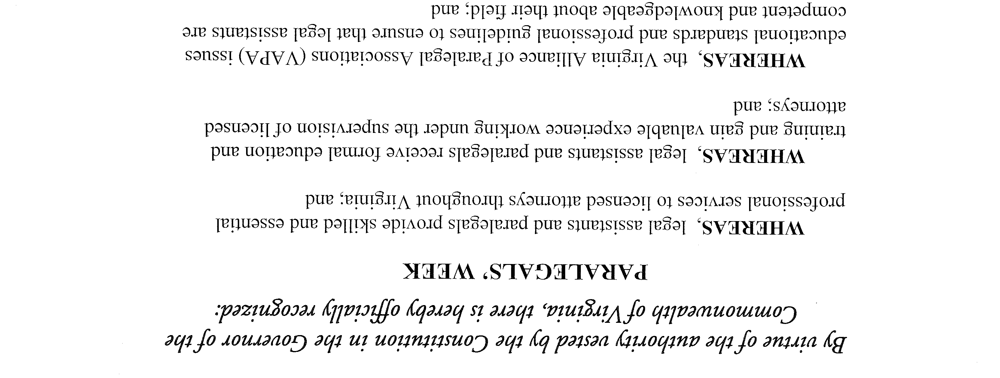 By virtue of the authority vested by the Constitution in the Governor of the
Commonwealth of Virginia, there is hereby officially recognized:
PARALEGALS’ WEEK
WHEREAS, legal assistants and paralegals provide skilled and essential
professional services to licensed attorneys throughout Virginia; and
WHEREAS, legal assistants and paralegals receive formal education and
training and gain valuable experience working under the supervision of licensed
attorneys; and
WHEREAS, the Virginia Alliance of Paralegal Associations (VAPA) issues
educational standards and professional guidelines to ensure that legal assistants are
competent and knowledgeable about their field; and